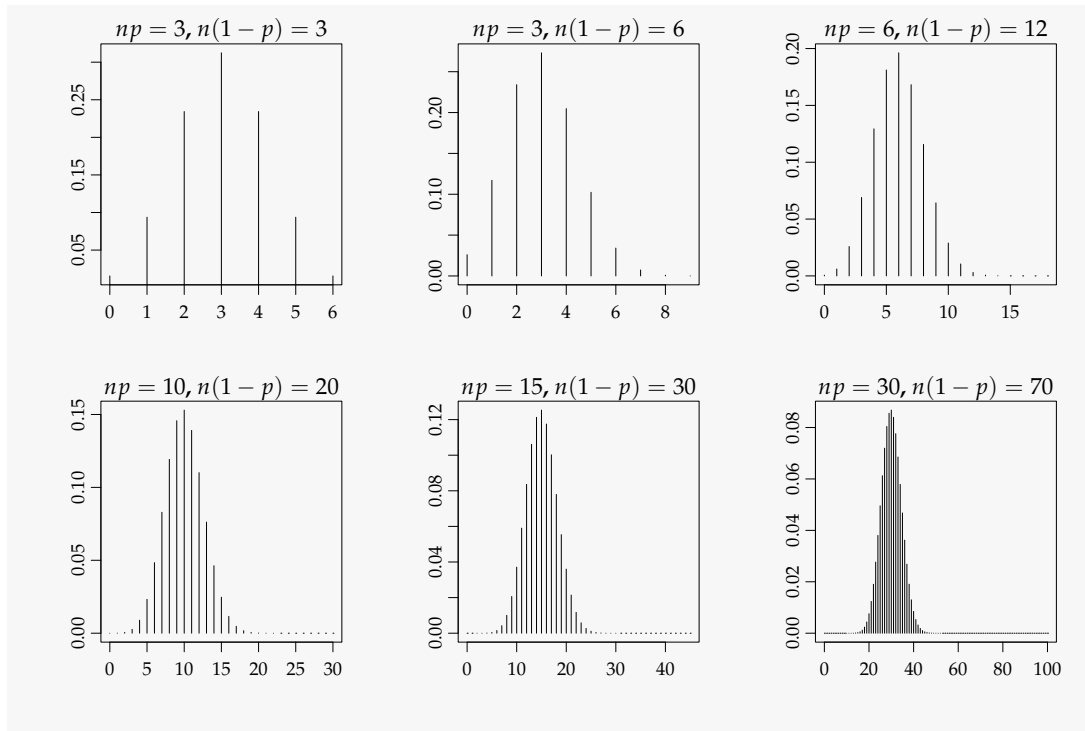 np = 3, n(1 − p) = 3
0.05 0.15 0.25
0 1 2 3 4 5 6
np = 3, n(1 − p) = 6
0.00 0.10 0.20
0 2 4 6 8
np = 6, n(1 − p) = 12
0.00 0.05 0.10 0.15 0.20
0 5 10 15
np = 10, n(1 − p) = 20
0.00 0.05 0.10 0.15
0 5 10 15 20 25 30
np = 15, n(1 − p) = 30
0.00 0.04 0.08 0.12
0 10 20 30 40
np = 30, n(1 − p) = 70
0.00 0.02 0.04 0.06 0.08
0 20 40 60 80 100